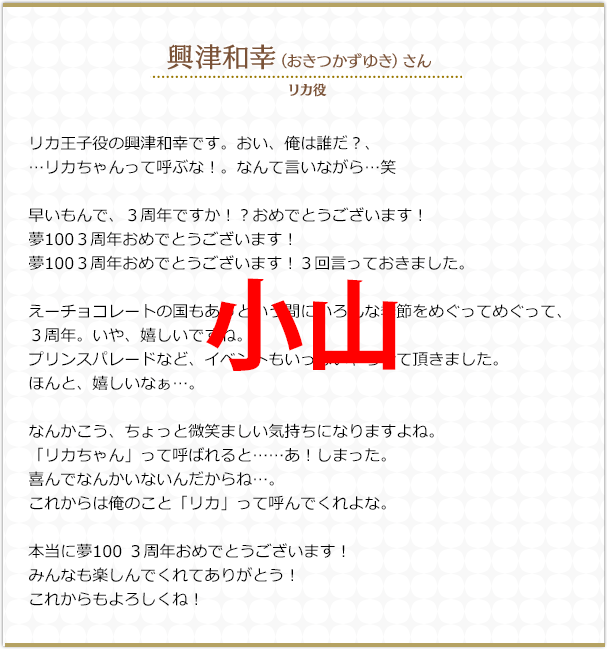 興津和幸（おきつかずゆき）さん
リカ役
リカ王子役の興津和幸です。おい、俺は誰だ？、
…リカちゃんって呼ぶな！。なんて言いながら…笑
早いもんで、３周年ですか！？おめでとうございます！
夢100３周年おめでとうございます！
夢100３周年おめでとうございます！３回言っておきました。
えーチョコレートの国もあっという間にいろんな季節をめぐってめぐって、
３周年。いや、嬉しいですね。
プリンスパレードなど、イベントもいっぱいて頂きました。
ほんと、嬉しいなぁ…。
小山
なんかこう、ちょっと微笑ましい気持ちになりますよね。
「リカちゃん」って呼ばれると……あ！しまった。
喜んでなんかいないんだからね…。
これからは俺のこと「リカ」って呼んでくれよな。
本当に夢100 ３周年おめでとうございます！
みんなも楽しんでくれてありがとう！
これからもよろしくね！